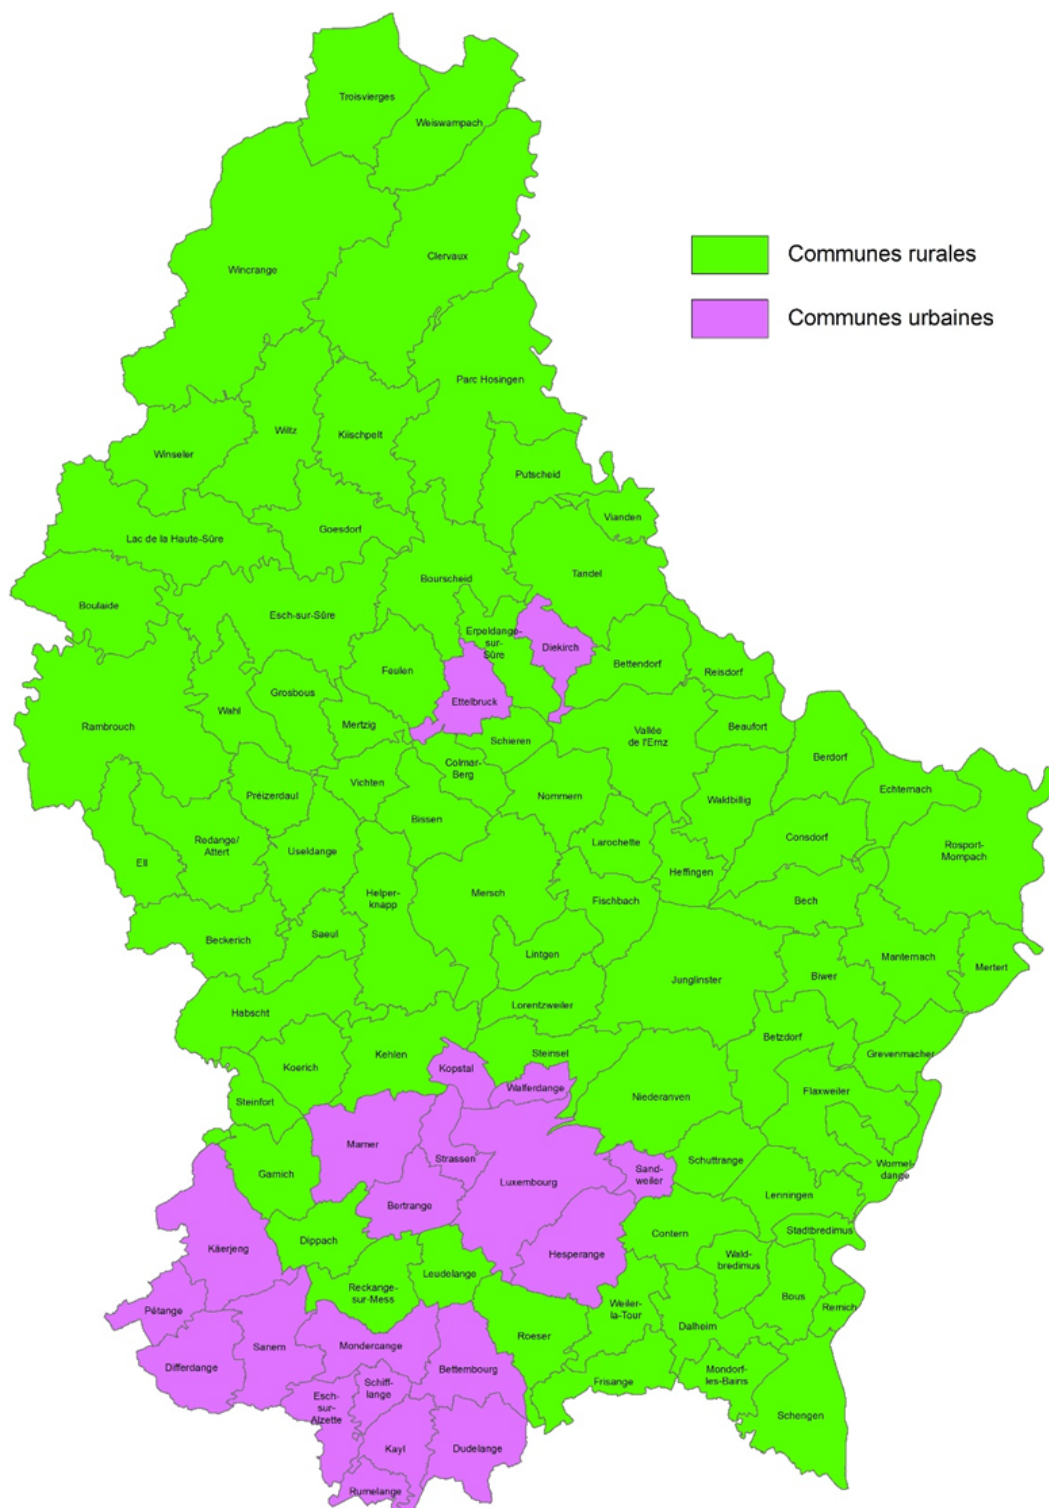 Troisvierges
Weiswampach
Clervaux
Wincrange
Communes rurales
Communes urbaines
Parc Hosingen
Wiltz
Kiischpelt
Winseler
Putscheid
Vianden
Goesdorf
Lac de la Haute-Sûre
Tandel
Bourscheid
Boulaide
Esch-sur-Sûre
Erpeldange-
sur-
Sûre
Diekirch
Bettendorf
Reisdorf
Feulen
Grosbous
Ettelbruck
Wahl
Mertzig
Rambrouch
Beaufort
Vallée
de l'Ernz
Schieren
Berdorf
Colmar-
Berg
Vichten
Echternach
Préizerdaul
Nommern
Waldbillig
Bissen
Consdorf
Redange/
Attert
Larochette
Rosport-
Mompach
Useldange
Ell
Heffingen
Helper-
knapp
Mersch
Fischbach
Bech
Saeul
Beckerich
Lintgen
Manternach
Mertert
Biwer
Junglinster
Lorentzweiler
Habscht
Betzdorf
Kehlen
Steinsel
Grevenmacher
Koerich
Kopstal
Walferdange
Flaxweiler
Niederanven
Steinfort
Mamer
Strassen
Schuttrange
Sand-
weiler
Wormel-
dange
Garnich
Luxembourg
Lenningen
Bertrange
Stadtbredimus
Contern
Dippach
Käerjeng
Hesperange
Wald-
bredimus
Leudelange
Reckange-
sur-Mess
Bous
Remich
Weiler-
la-Tour
Pétange
Dalheim
Roeser
Sanem
Mondercange
Differdange
Bettembourg
Mondorf-
les-Bains
Frisange
Schiff-
lange
Esch-
sur-
Alzette
Schengen
Kayl
Dudelange
Rumelange